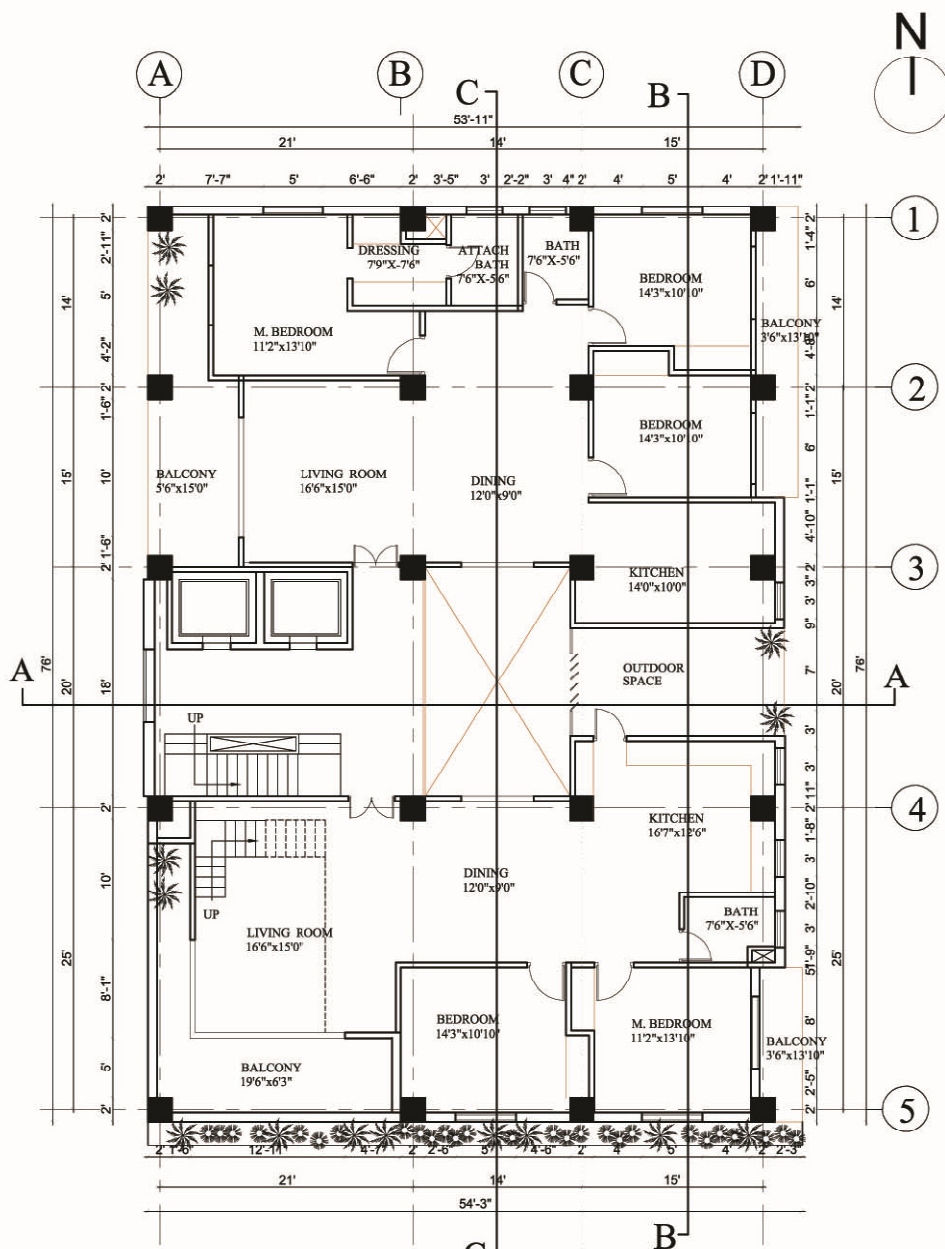 N
A
B
C
D
C
B
53'-11"
21'
14'
15'
2'
7'-7"
5'
6'-6"
2'
3'-5"
3'
2'-2"
3'
4"
2'
4'
5'
4'
2'
1'-11"
1
2
3
4
5
DRESSING
7'9"X-7'6"
ATTACH
BATH
7'6"X-5'6"
BATH
7'6"X-5'6"
BEDROOM
14'3"x10'10"
M. BEDROOM
11'2"x13'10"
BALCONY
3'6"x13'10"
BEDROOM
14'3"x10'10"
BALCONY
5'6"x15'0"
LIVING ROOM
16'6"x15'0"
DINING
12'0"x9'0"
KITCHEN
14'0"x10'0"
OUTDOOR
SPACE
A
A
UP
KITCHEN
16'7"x12'6"
DINING
12'0"x9'0"
UP
LIVING ROOM
16'6"x15'0"
BATH
7'6"X-5'6"
BEDROOM
14'3"x10'10"
M. BEDROOM
11'2"x13'10"
BALCONY
3'6"x13'10"
BALCONY
19'6"x6'3"
2'
2'-11"
5'
4'-2"
2'
1'-6"
10'
1'-6"
2'
18'
2'
10'
8'-1"
5'
2'
14'
15'
20'
25'
76'
2'
1'-4"
6'
4'-8"
2'
1'-1"
6'
1'-1"
4'-10"
2'
3"
3'
9"
7'
3'
3'
11"
2'
1'-8"
3'
2'-10"
3'
8'
2'-5"
2'
14'
15'
20'
25'
76'
2'
1'-6"
12'-11"
4'-7"
2'
2'-6"
5'
4'-6"
2'
4'
5'
4'
2'
2'-3"
21'
14'
15'
54'-3"
C
B